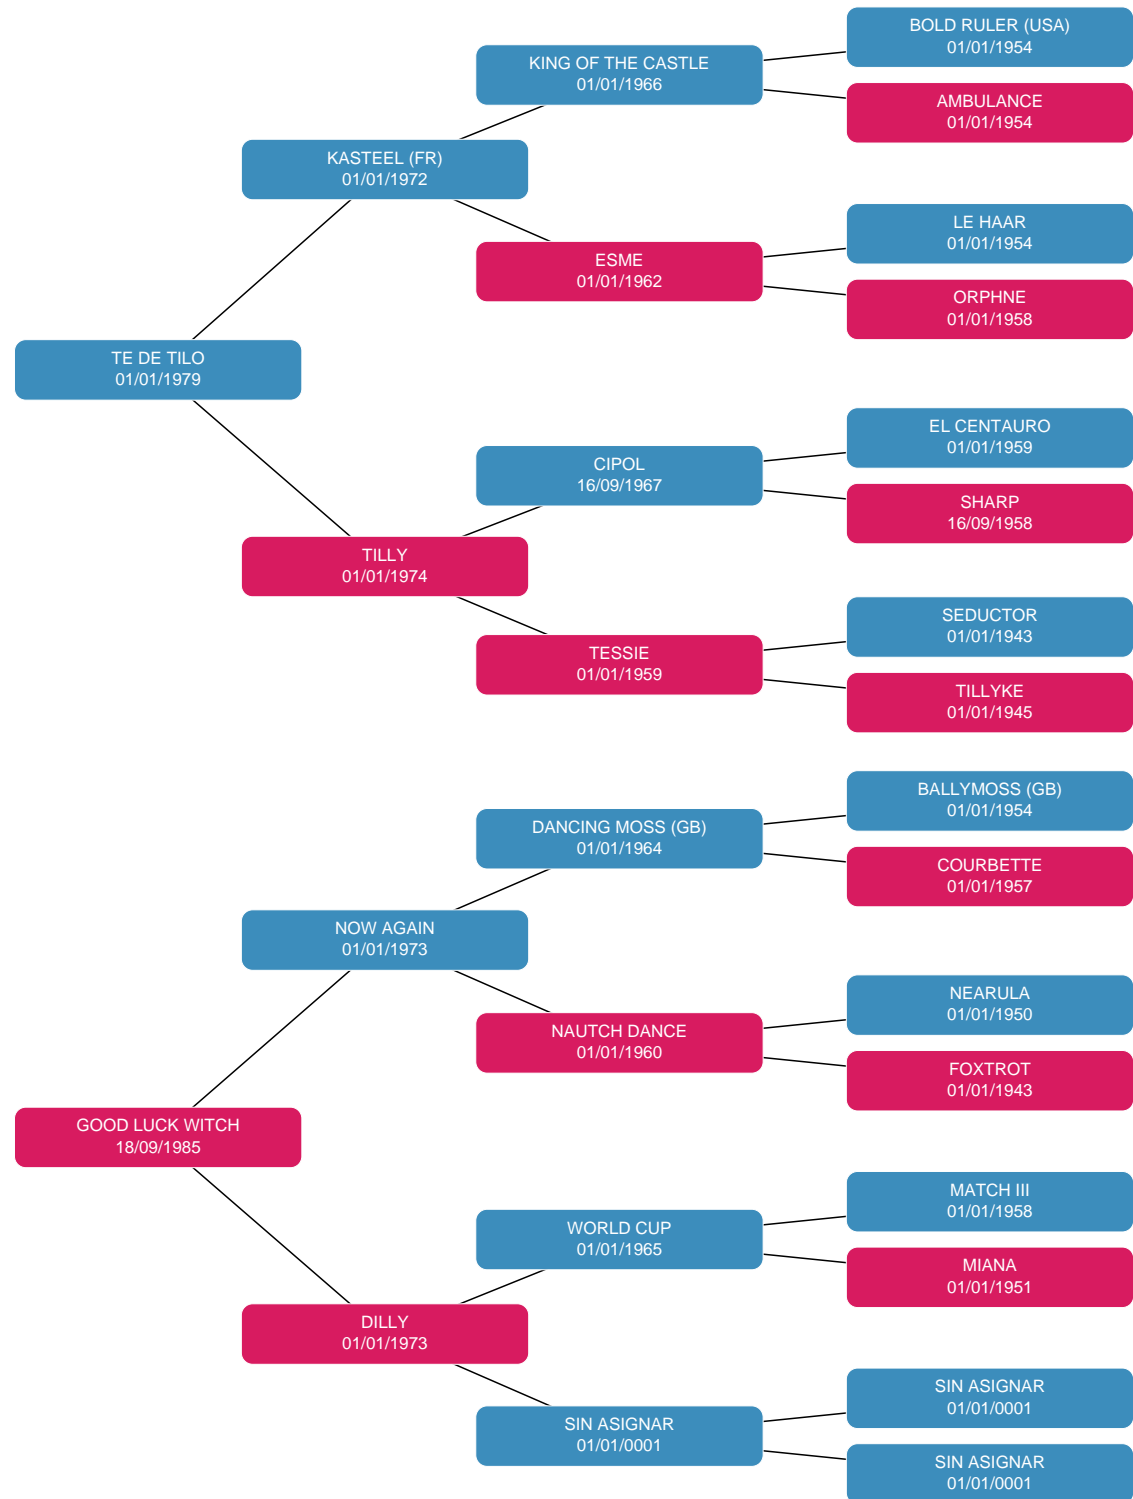 BOLD RULER (USA)
01/01/1954
KING OF THE CASTLE
01/01/1966
AMBULANCE
01/01/1954
KASTEEL (FR)
01/01/1972
LE HAAR
01/01/1954
ESME
01/01/1962
ORPHNE
01/01/1958
TE DE TILO
01/01/1979
EL CENTAURO
01/01/1959
CIPOL
16/09/1967
SHARP
16/09/1958
TILLY
01/01/1974
SEDUCTOR
01/01/1943
TESSIE
01/01/1959
TILLYKE
01/01/1945
BALLYMOSS (GB)
01/01/1954
DANCING MOSS (GB)
01/01/1964
COURBETTE
01/01/1957
NOW AGAIN
01/01/1973
NEARULA
01/01/1950
NAUTCH DANCE
01/01/1960
FOXTROT
01/01/1943
GOOD LUCK WITCH
18/09/1985
MATCH III
01/01/1958
WORLD CUP
01/01/1965
MIANA
01/01/1951
DILLY
01/01/1973
SIN ASIGNAR
01/01/0001
SIN ASIGNAR
01/01/0001
SIN ASIGNAR
01/01/0001